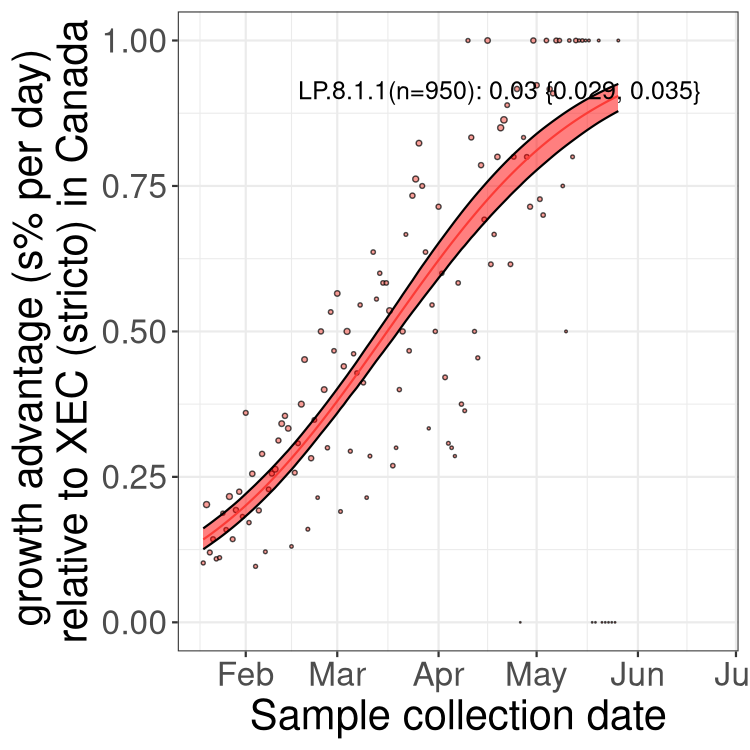 growth advantage (s% per day)
relative to XEC (stricto) in Canada
1.00
0.75
0.50
0.25
0.00
LP.8.1.1(n=950): 0.03 {0.029, 0.035}
Feb Mar Apr May Jun Ju
Sample collection date